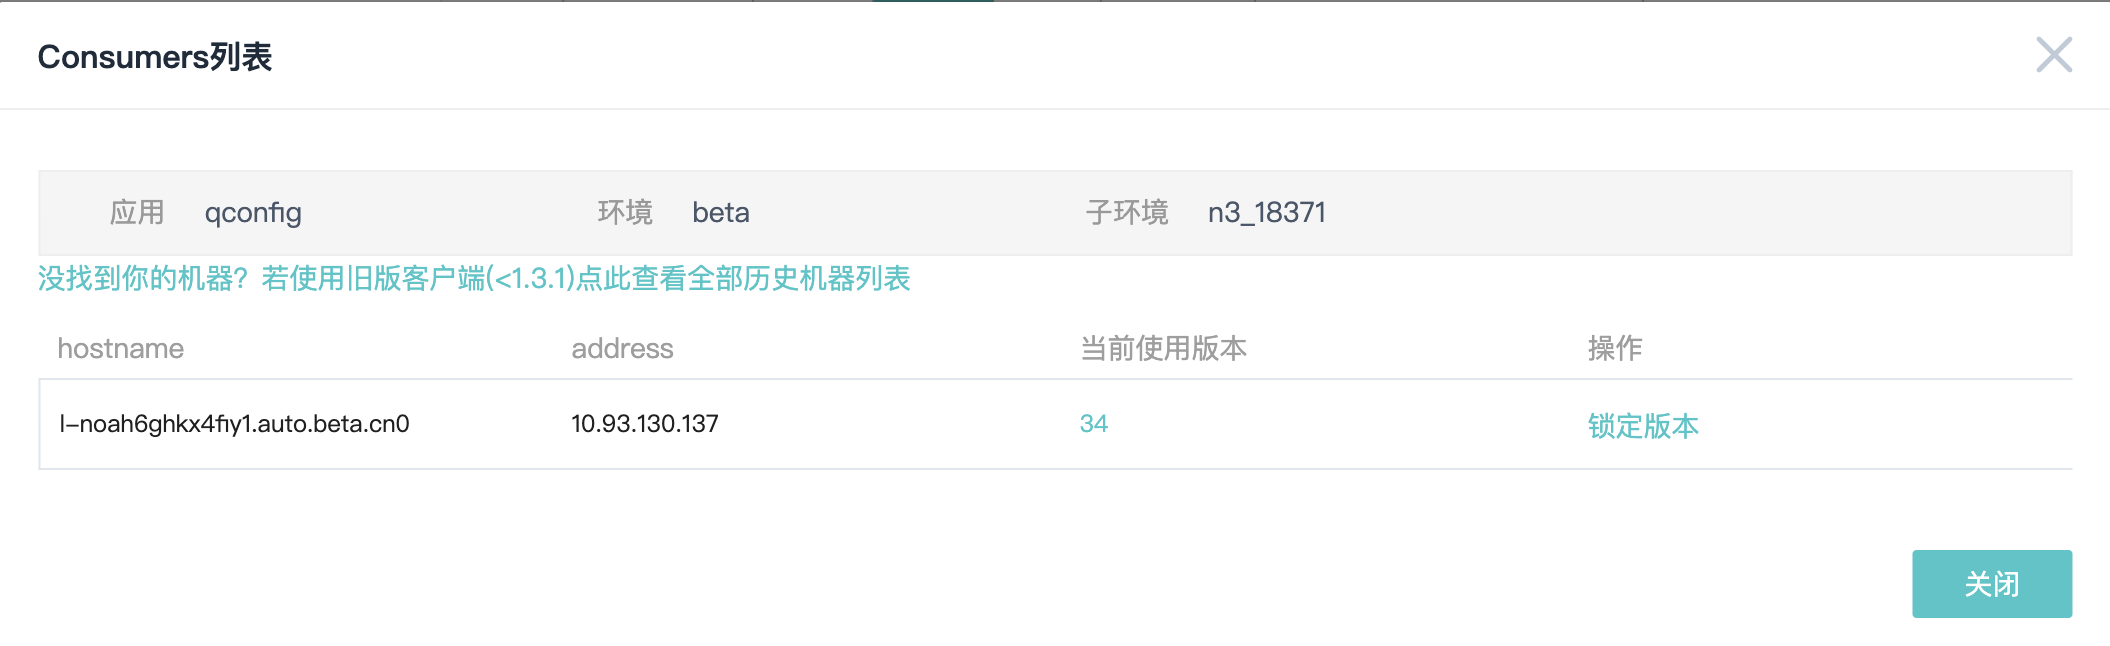 Consumers列表
应用 qconfig 环境 beta 子环境 n3_18371
没找到你的机器？若使用旧版客户端(<1.3.1)点此查看全部历史机器列表
hostname address 当前使用版本 操作
l-noah6ghkx4fiy1.auto.beta.cn0 10.93.130.137 34 锁定版本
关闭